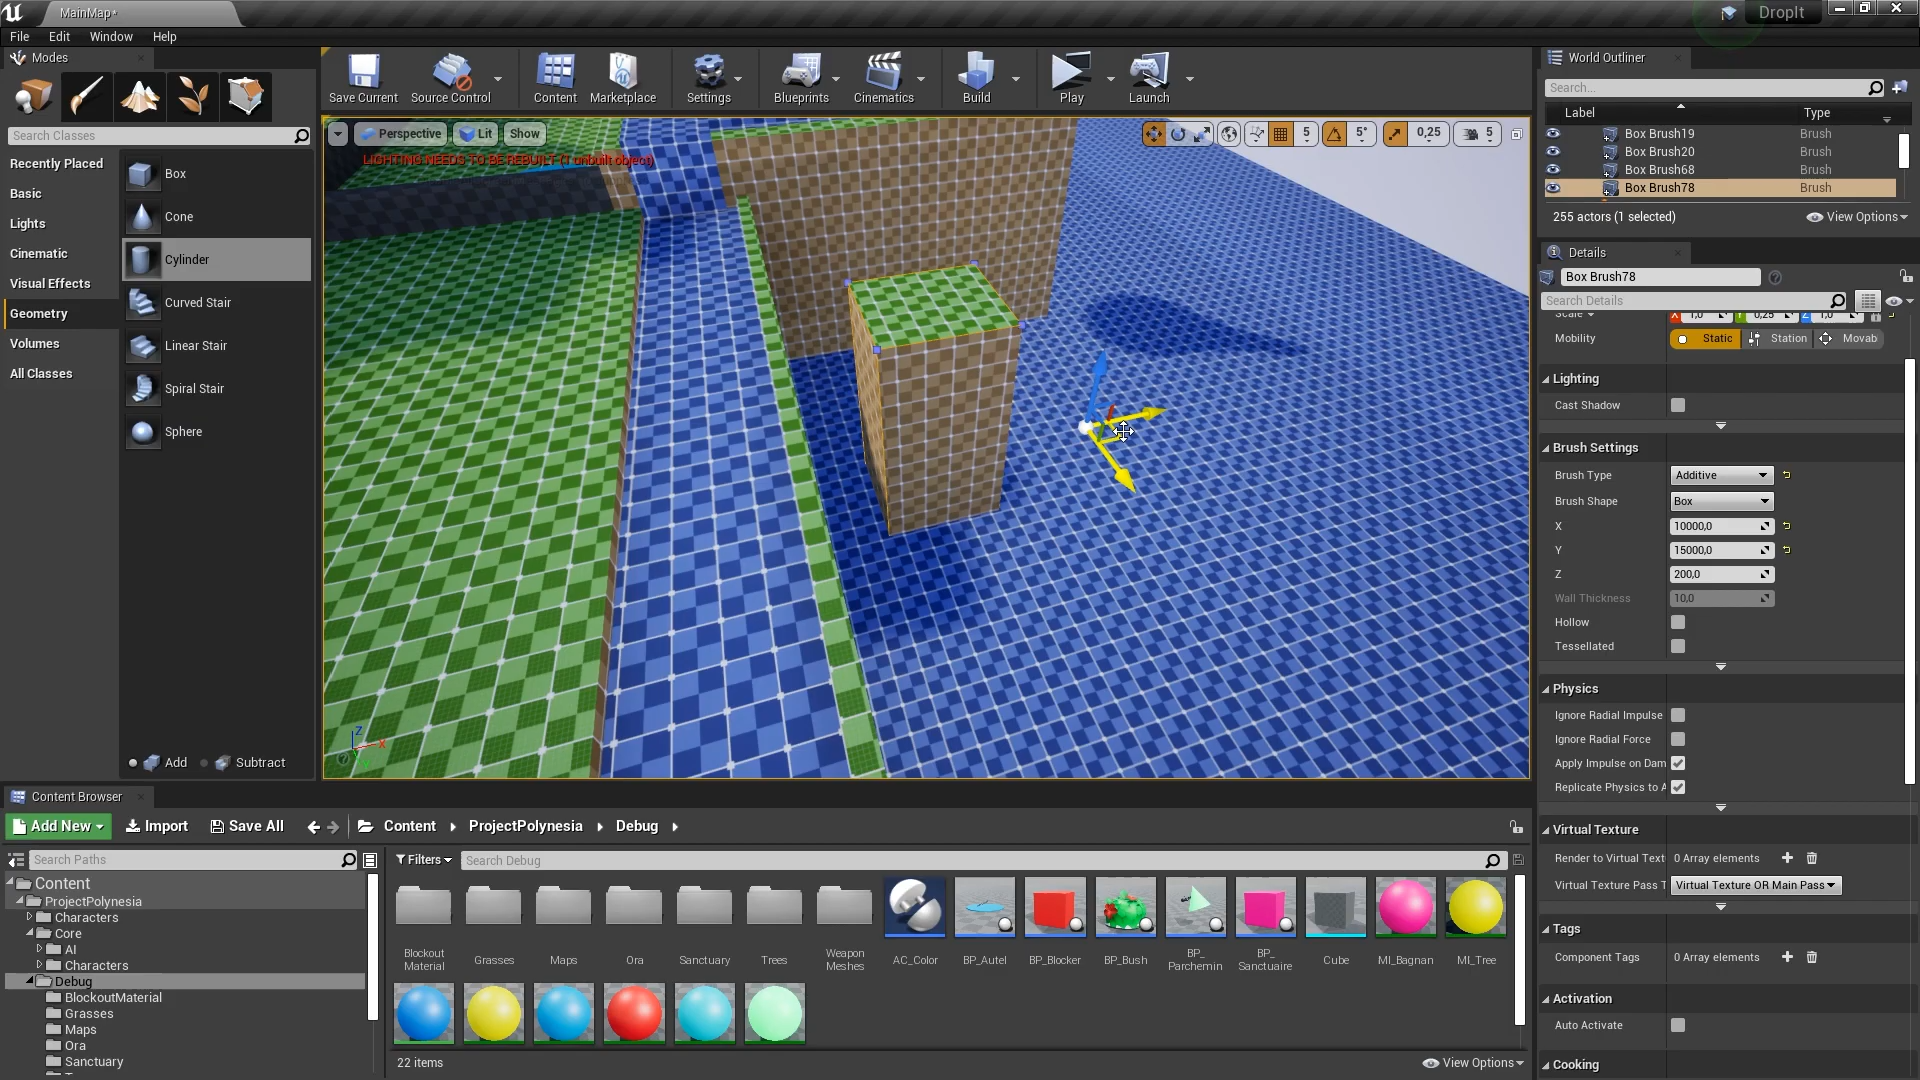 MainMap*
DropIt
File Edit Window Help
Modes
Search Classes
Recently Placed
Basic
Lights
Cinematic
Visual Effects
Geometry
Volumes
All Classes
Box
Cone
Cylinder
Curved Stair
Linear Stair
Spiral Stair
Sphere
Add Subtract
Save Current
Source Control
Content
Marketplace
Settings
Blueprints
Cinematics
Build
Play
Launch
Perspective Lit Show
5 5° 0,25 5
LIGHTING NEEDS TO BE REBUILT (1 unbuilt object)
Z
X
Y
World Outliner
Search...
Label Type
Box Brush19 Brush
Box Brush20 Brush
Box Brush68 Brush
Box Brush78 Brush
255 actors (1 selected) View Options
Details
Box Brush78
Search Details
Scale X 1,0 Y 0,25 Z 1,0
Mobility Static Station Movab
Lighting
Cast Shadow
Brush Settings
Brush Type Additive
Brush Shape Box
X 10000,0
Y 15000,0
Z 200,0
Wall Thickness 10,0
Hollow
Tessellated
Physics
Ignore Radial Impulse
Ignore Radial Force
Apply Impulse on Dam
Replicate Physics to A
Virtual Texture
Render to Virtual Text 0 Array elements
Virtual Texture Pass T Virtual Texture OR Main Pass
Tags
Component Tags 0 Array elements
Activation
Auto Activate
Cooking
Content Browser
Add New Import Save All Content ProjectPolynesia Debug
Search Paths
Content
ProjectPolynesia
Characters
Core
AI
Characters
Debug
BlockoutMaterial
Grasses
Maps
Ora
Sanctuary
Filters Search Debug
Blockout Material
Grasses
Maps
Ora
Sanctuary
Trees
Weapon Meshes
AC_Color
BP_Autel
BP_Blocker
BP_Bush
BP_Parchemin
BP_Sanctuaire
Cube
MI_Bagnan
MI_Tree
22 items View Options